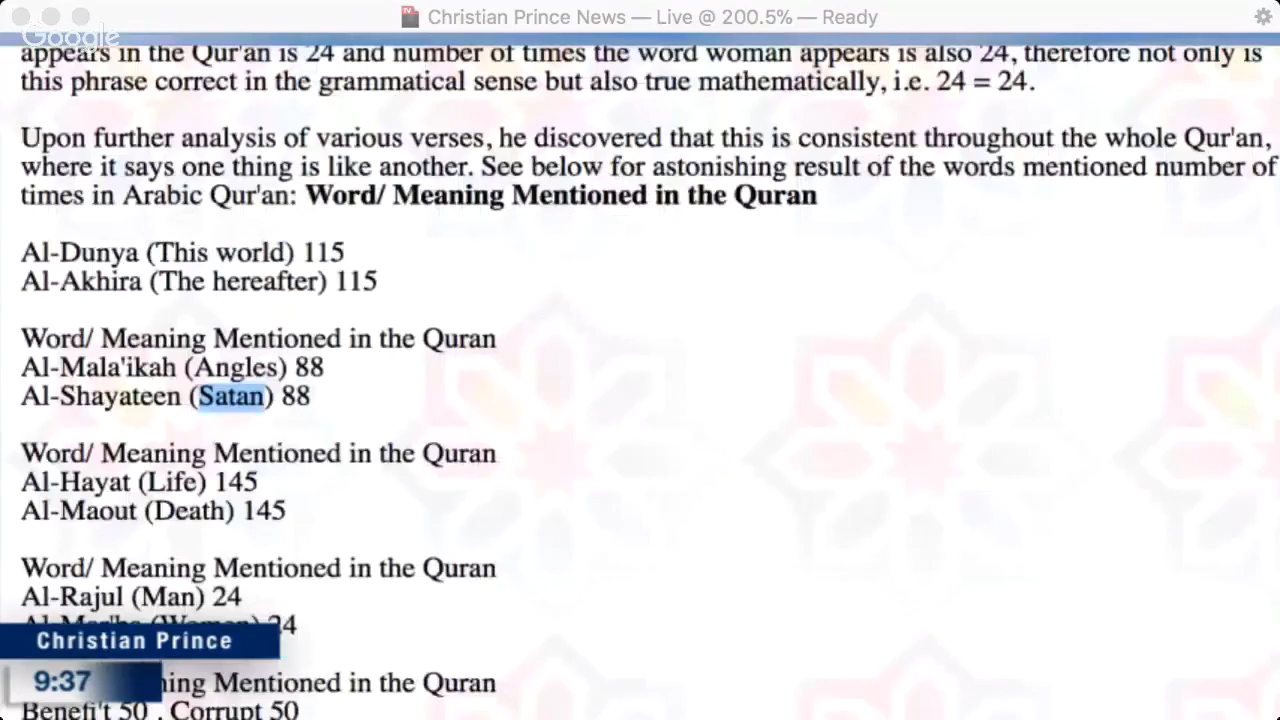 Christian Prince News — Live @ 200.5% — Ready
Google
appears in the Qur'an is 24 and number of times the word woman appears is also 24, therefore not only is
this phrase correct in the grammatical sense but also true mathematically, i.e. 24 = 24.
Upon further analysis of various verses, he discovered that this is consistent throughout the whole Qur'an,
where it says one thing is like another. See below for astonishing result of the words mentioned number of
times in Arabic Qur'an: Word/ Meaning Mentioned in the Quran
Al-Dunya (This world) 115
Al-Akhira (The hereafter) 115
Word/ Meaning Mentioned in the Quran
Al-Mala'ikah (Angles) 88
Al-Shayateen (Satan) 88
Word/ Meaning Mentioned in the Quran
Al-Hayat (Life) 145
Al-Maout (Death) 145
Word/ Meaning Mentioned in the Quran
Al-Rajul (Man) 24
24
Christian Prince
9:37
Mentioned in the Quran
Benefi't 50 , Corrupt 50